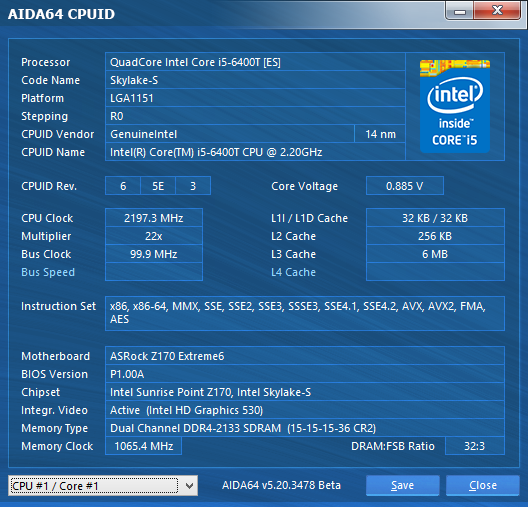 AIDA64 CPUID
Processor QuadCore Intel Core i5-6400T [ES]
Code Name Skylake-S
Platform LGA1151
Stepping R0
CPUID Vendor GenuineIntel 14 nm
CPUID Name Intel(R) Core(TM) i5-6400T CPU @ 2.20GHz
intel inside™ CORE™ i5
CPUID Rev. 6 5E 3 Core Voltage 0.885 V
CPU Clock 2197.3 MHz L1I / L1D Cache 32 KB / 32 KB
Multiplier 22x L2 Cache 256 KB
Bus Clock 99.9 MHz L3 Cache 6 MB
Bus Speed L4 Cache
Instruction Set x86, x86-64, MMX, SSE, SSE2, SSE3, SSSE3, SSE4.1, SSE4.2, AVX, AVX2, FMA,
AES
Motherboard ASRock Z170 Extreme6
BIOS Version P1.00A
Chipset Intel Sunrise Point Z170, Intel Skylake-S
Integr. Video Active (Intel HD Graphics 530)
Memory Type Dual Channel DDR4-2133 SDRAM (15-15-15-36 CR2)
Memory Clock 1065.4 MHz DRAM:FSB Ratio 32:3
CPU #1 / Core #1 AIDA64 v5.20.3478 Beta Save Close